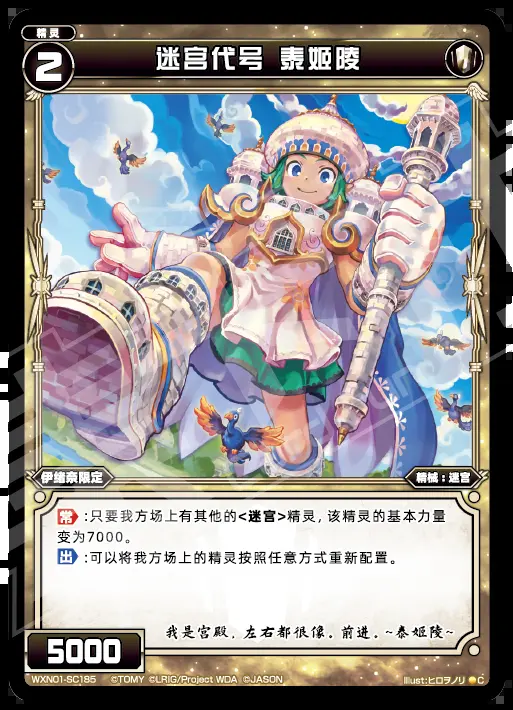 精灵
2
迷宫代号 泰姬陵
伊绪奈限定
精械：迷宫
常:只要我方场上有其他的<迷宫>精灵, 该精灵的基本力量
变为7000。
出:可以将我方场上的精灵按照任意方式重新配置。
我是宫殿. 左右都很像. 前进. ~泰姬陵~
5000
WXN01-SC185 ©TOMY ©LRIG/Project WDA ©JASON
Illust:ヒロヲノリ C